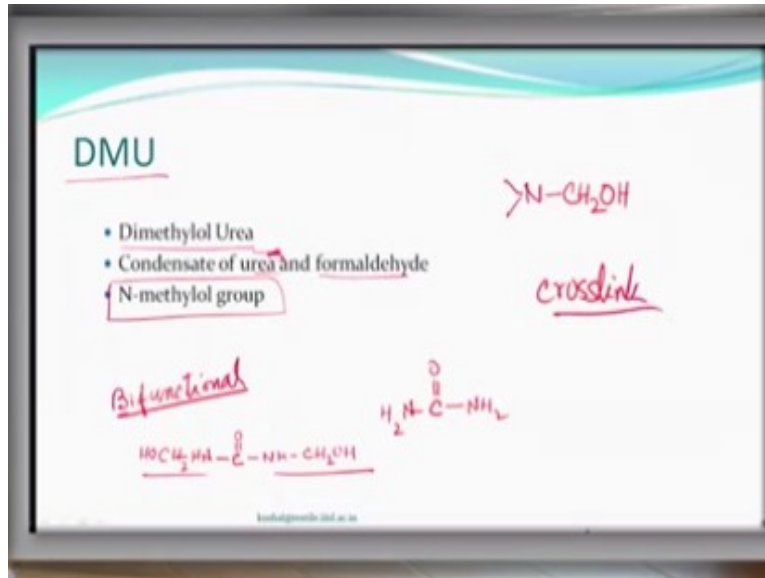 DMU
>N-CH2OH
• Dimethylol Urea
• Condensate of urea and formaldehyde
• N-methylol group
Crosslink
Bifunctional
O
H2N-C-NH2
O
HOCH2HN-C-NH-CH2OH